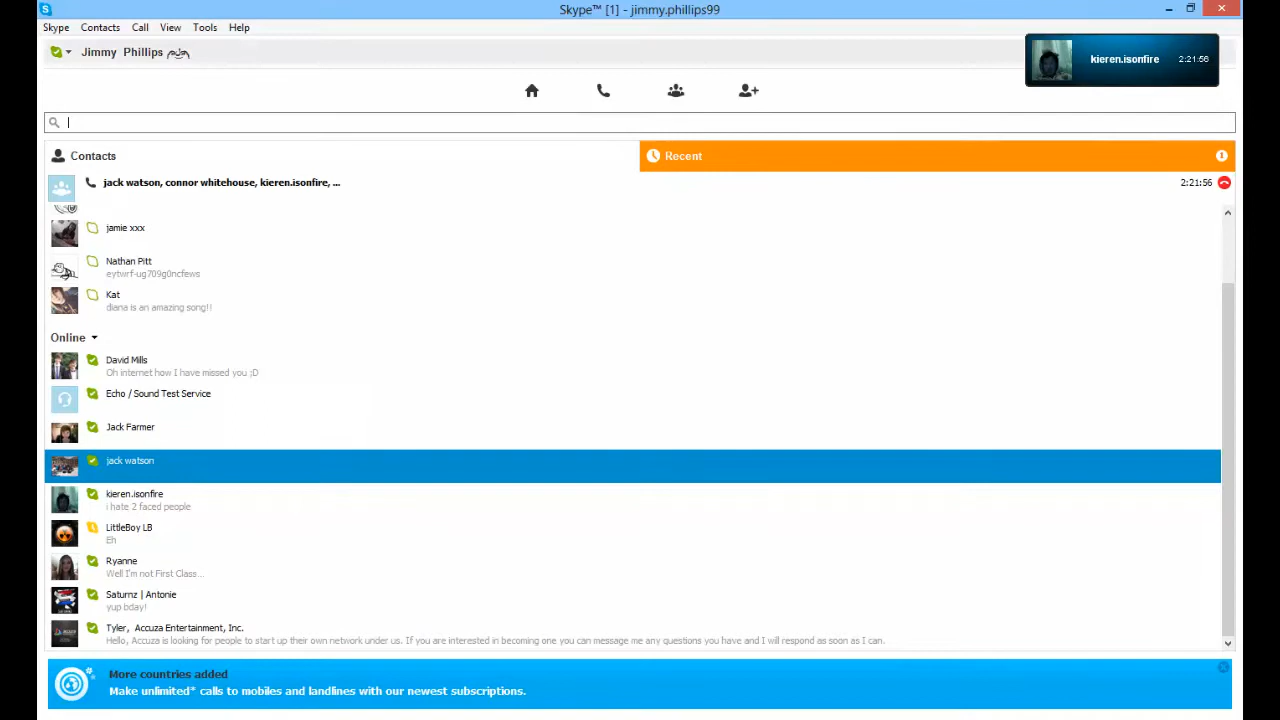 Skype™ [1] - jimmy.phillips99
Skype Contacts Call View Tools Help
Jimmy Phillips
kieren.isonfire 2:21:56
Contacts
Recent 1
jack watson, connor whitehouse, kieren.isonfire, ... 2:21:56
jamie xxx
Nathan Pitt
eytwrf-ug709g0ncfews
Kat
diana is an amazing song!!
Online
David Mills
Oh internet how I have missed you ;D
Echo / Sound Test Service
Jack Farmer
jack watson
kieren.isonfire
i hate 2 faced people
LittleBoy LB
Eh
Ryanne
Well I'm not First Class...
Saturnz | Antonie
yup bday!
Tyler, Accuza Entertainment, Inc.
Hello, Accuza is looking for people to start up their own network under us. If you are interested in becoming one you can message me any questions you have and I will respond as soon as I can.
More countries added
Make unlimited* calls to mobiles and landlines with our newest subscriptions.